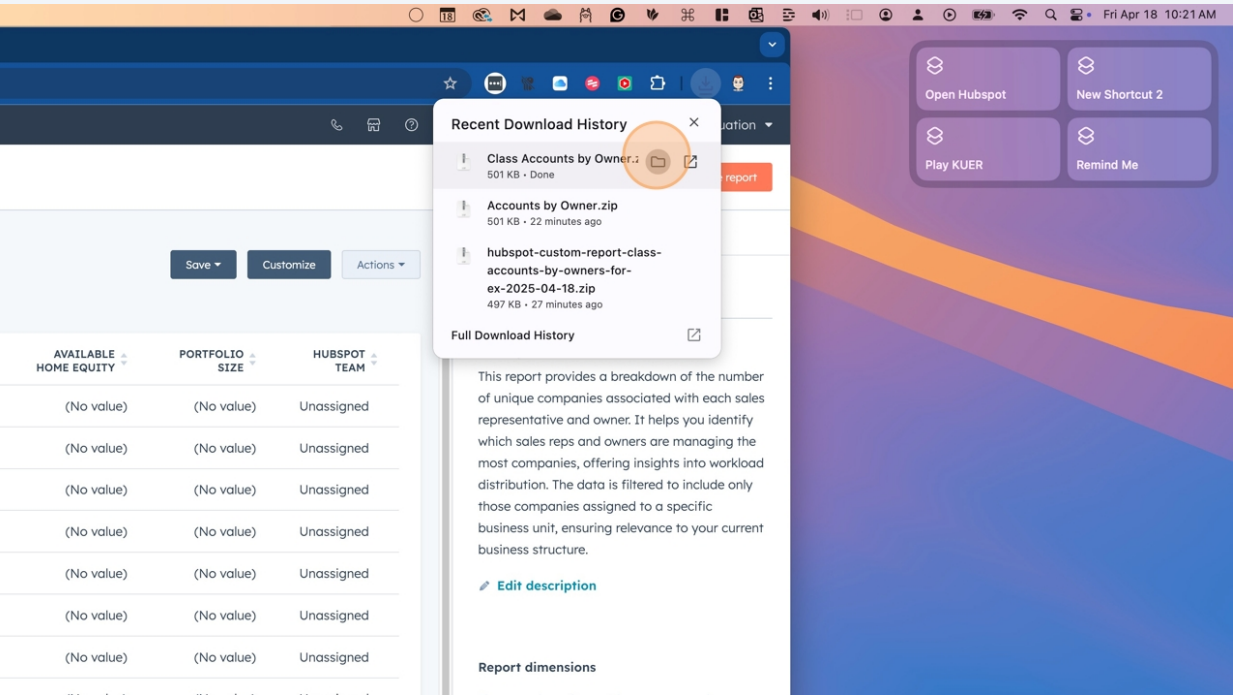 18
Fri Apr 18 10:21 AM
Open Hubspot
New Shortcut 2
Play KUER
Remind Me
uation
Recent Download History
Class Accounts by Owner.z
501 KB • Done
report
Accounts by Owner.zip
501 KB • 22 minutes ago
hubspot-custom-report-class-
accounts-by-owners-for-
ex-2025-04-18.zip
497 KB • 27 minutes ago
Full Download History
Save
Customize
Actions
AVAILABLE
HOME EQUITY
PORTFOLIO
SIZE
HUBSPOT
TEAM
(No value) (No value) Unassigned
(No value) (No value) Unassigned
(No value) (No value) Unassigned
(No value) (No value) Unassigned
(No value) (No value) Unassigned
(No value) (No value) Unassigned
(No value) (No value) Unassigned
This report provides a breakdown of the number
of unique companies associated with each sales
representative and owner. It helps you identify
which sales reps and owners are managing the
most companies, offering insights into workload
distribution. The data is filtered to include only
those companies assigned to a specific
business unit, ensuring relevance to your current
business structure.
Edit description
Report dimensions